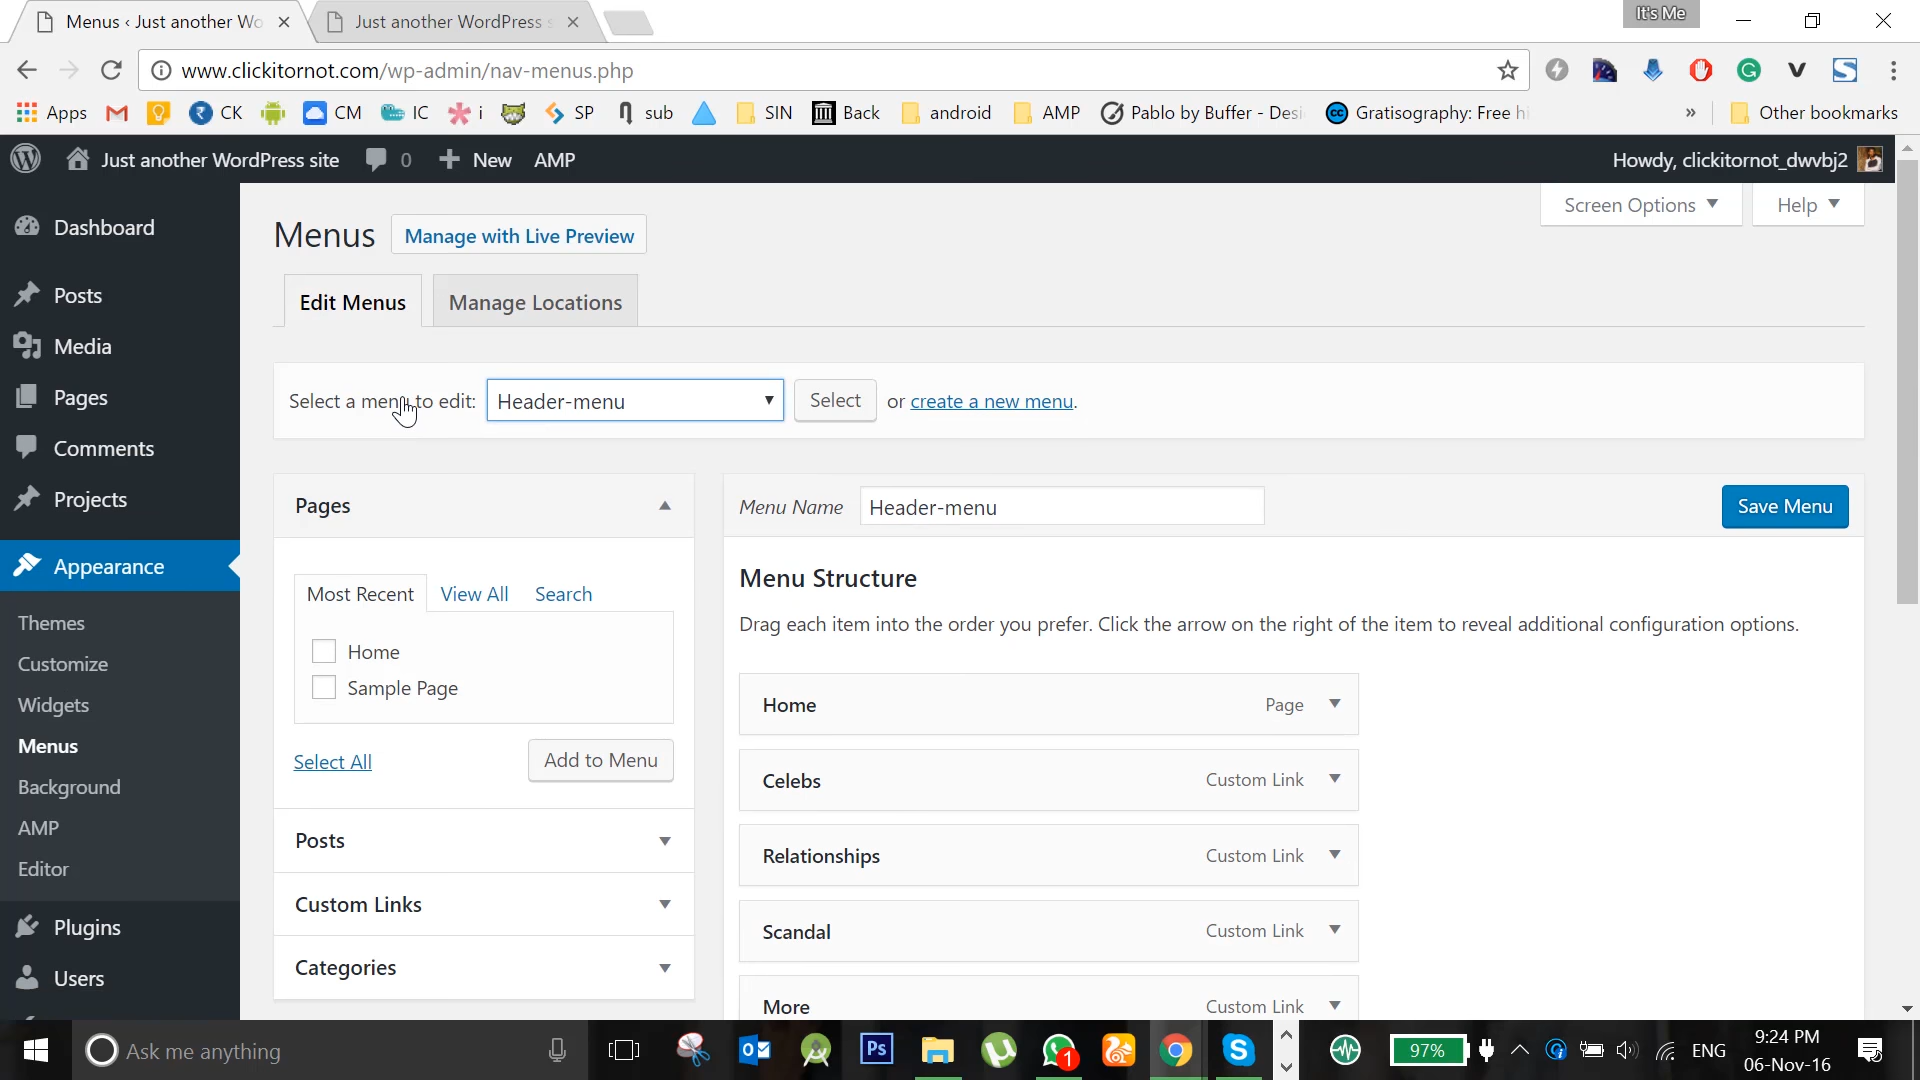 Menus ‹ Just another Wo
Just another WordPress s
It's Me
www.clickitornot.com/wp-admin/nav-menus.php
Apps CK CM IC i SP sub SIN Back android AMP Pablo by Buffer - Desi Gratisography: Free hi » Other bookmarks
Just another WordPress site 0 New AMP Howdy, clickitornot_dwvbj2
Screen Options Help
Dashboard
Posts
Media
Pages
Comments
Projects
Appearance
Themes
Customize
Widgets
Menus
Background
AMP
Editor
Plugins
Users
Menus Manage with Live Preview
Edit Menus Manage Locations
Select a menu to edit: Header-menu Select or create a new menu.
Pages
Most Recent View All Search
Home
Sample Page
Select All Add to Menu
Posts
Custom Links
Categories
Menu Name Header-menu Save Menu
Menu Structure
Drag each item into the order you prefer. Click the arrow on the right of the item to reveal additional configuration options.
Home Page
Celebs Custom Link
Relationships Custom Link
Scandal Custom Link
More Custom Link
Ask me anything
Ps
1
97%
ENG
9:24 PM
06-Nov-16